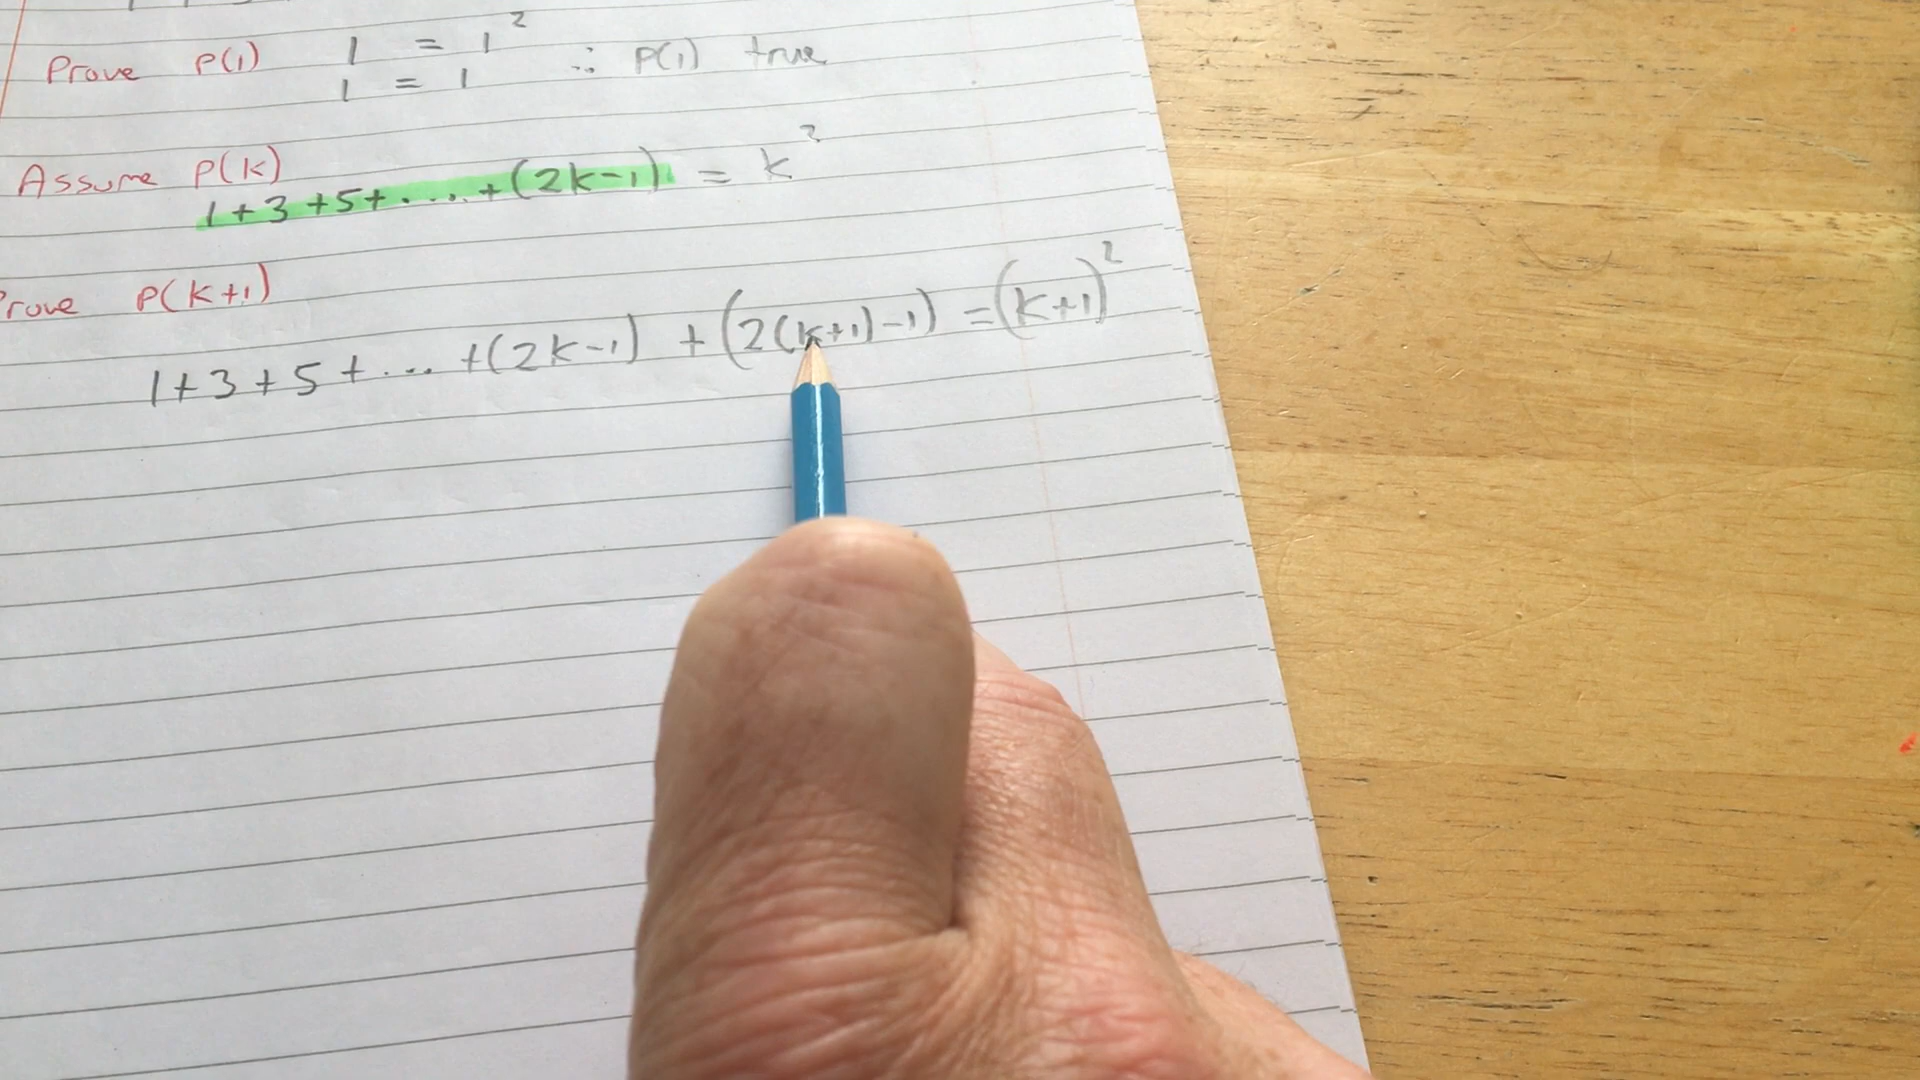 Prove P(1) 1 = 1²
1 = 1 ∴ P(1) true
Assume P(k)
1+3+5+....+(2k-1) = k²
Prove P(k+1)
1+3+5+... +(2k-1) +(2(k+1)-1) =(k+1)²